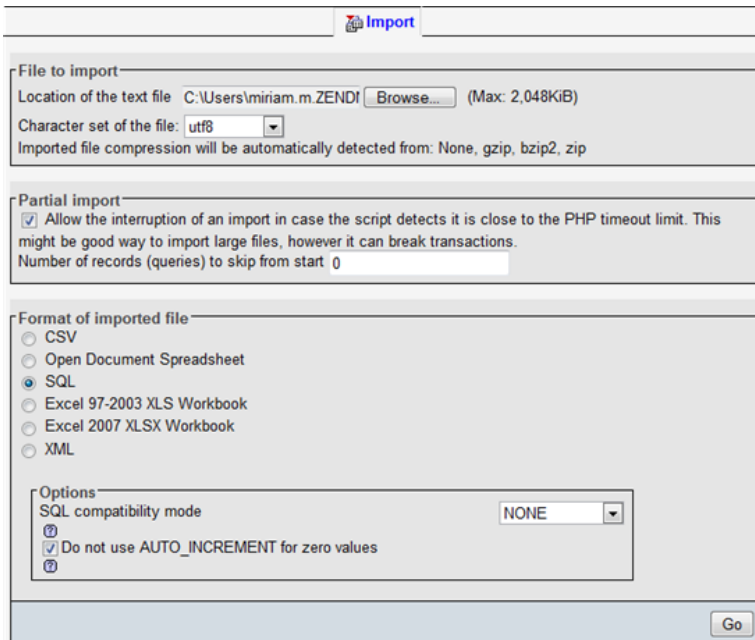 Import
File to import
Location of the text file C:\Users\miriam.m.ZENDI Browse... (Max: 2,048KiB)
Character set of the file: utf8
Imported file compression will be automatically detected from: None, gzip, bzip2, zip
Partial import
Allow the interruption of an import in case the script detects it is close to the PHP timeout limit. This
might be good way to import large files, however it can break transactions.
Number of records (queries) to skip from start 0
Format of imported file
CSV
Open Document Spreadsheet
SQL
Excel 97-2003 XLS Workbook
Excel 2007 XLSX Workbook
XML
Options
SQL compatibility mode NONE
?
Do not use AUTO_INCREMENT for zero values
?
Go